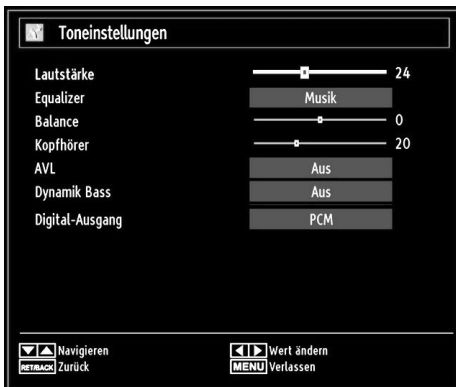 Toneinstellungen
Lautstärke 24
Equalizer Musik
Balance 0
Kopfhörer 20
AVL Aus
Dynamik Bass Aus
Digital-Ausgang PCM
Navigieren Wert ändern
RET/BACK Zurück MENU Verlassen